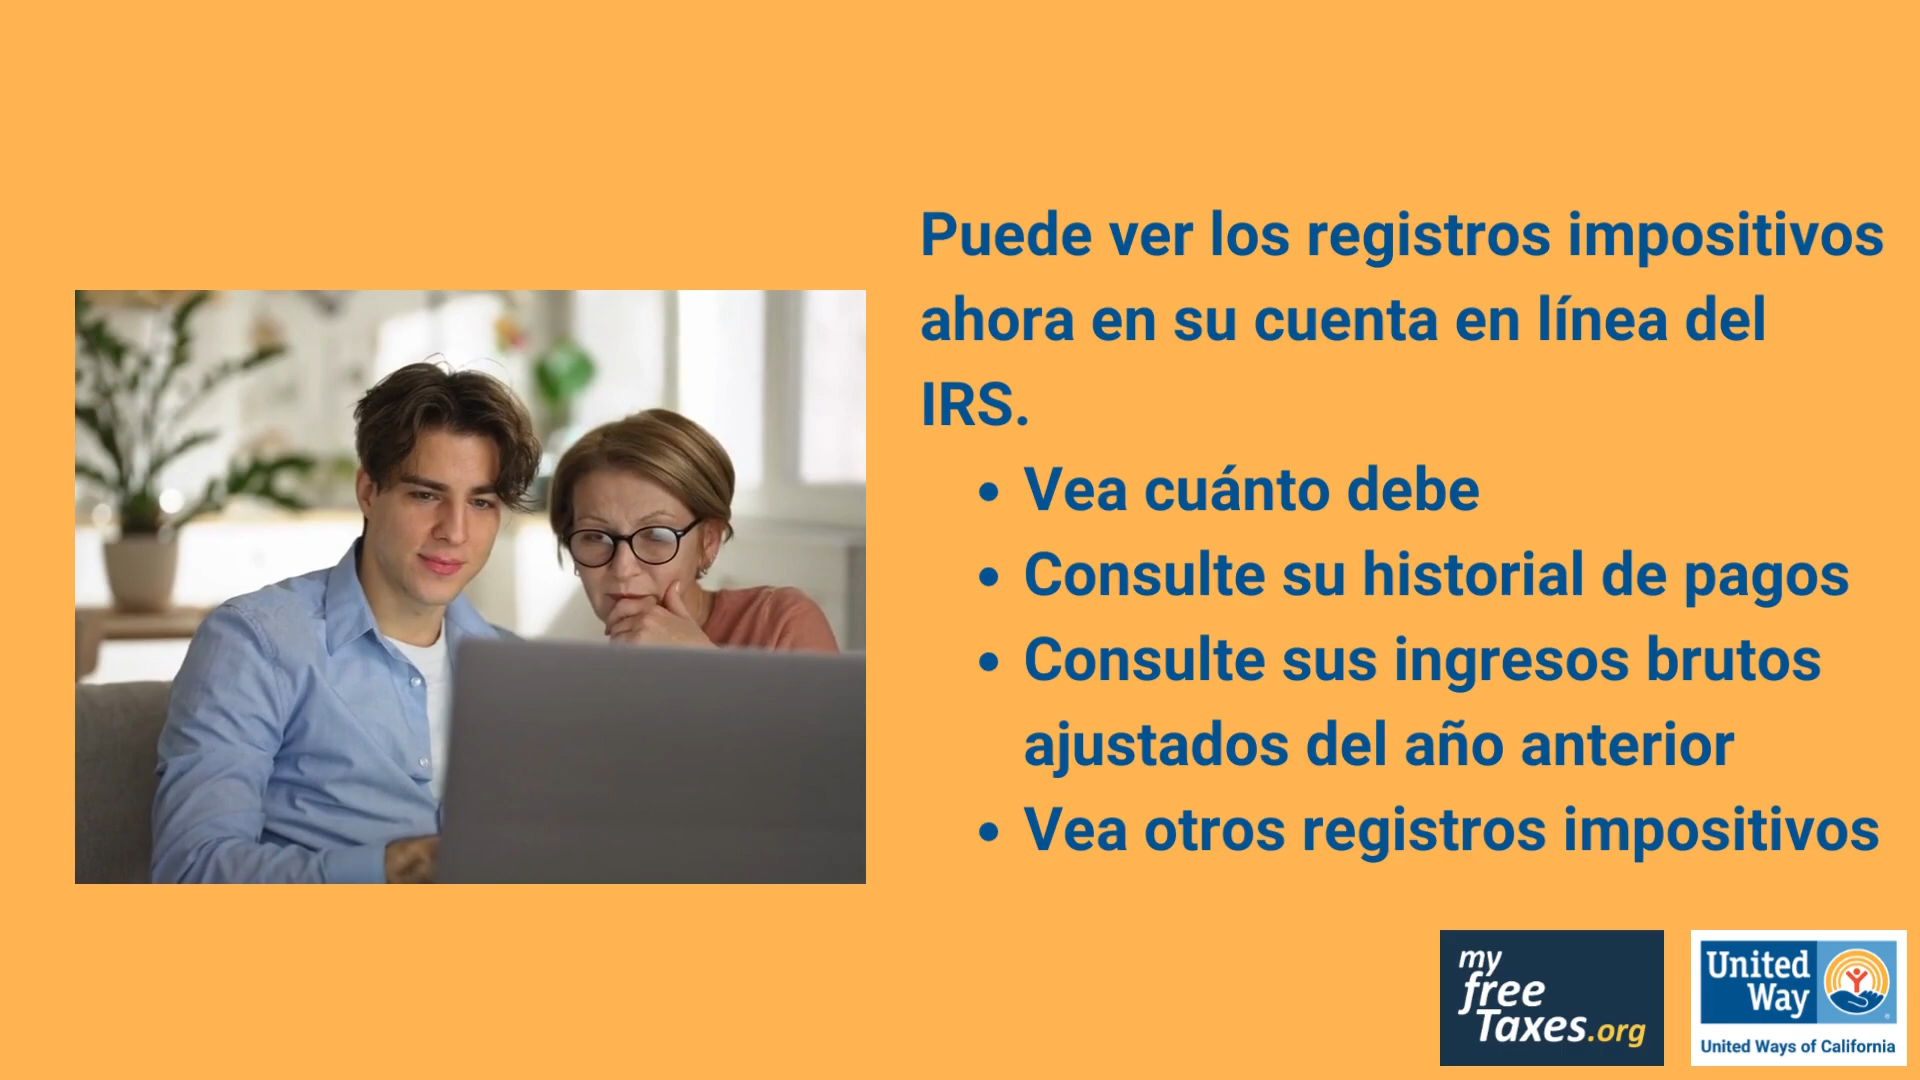 Puede ver los registros impositivos
ahora en su cuenta en línea del
IRS.
• Vea cuánto debe
• Consulte su historial de pagos
• Consulte sus ingresos brutos
ajustados del año anterior
• Vea otros registros impositivos
my
free
Taxes.org
United
Way
United Ways of California